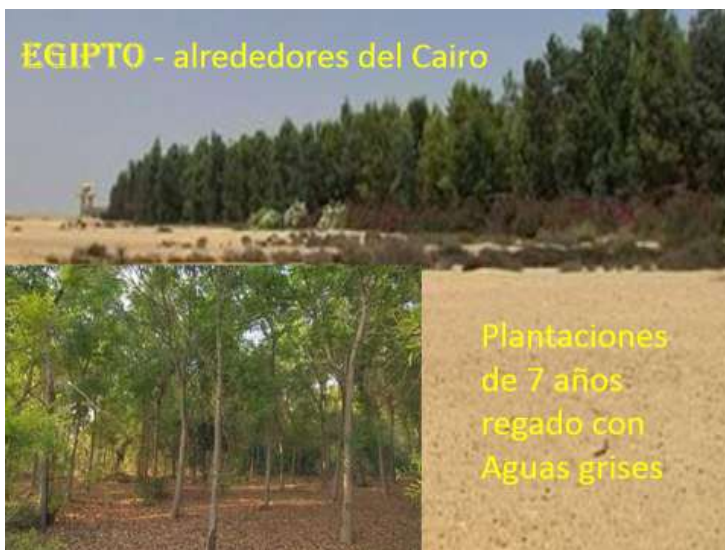 EGIPTO - alrededores del Cairo
Plantaciones
de 7 años
regado con
Aguas grises